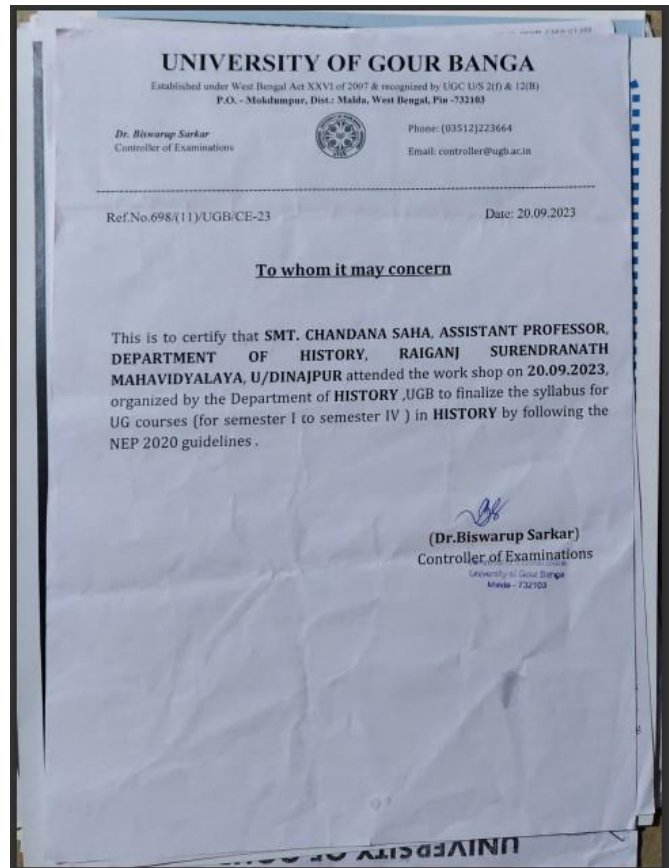 UNIVERSITY OF GOUR BANGA
Established under West Bengal Act XXVI of 2007 & recognized by UGC U/S 2(f) & 12(B)
P.O. - Mokdumpur, Dist.: Malda, West Bengal, Pin -732103
Dr. Biswarup Sarkar
Controller of Examinations
Phone: (03512)223664
Email: controller@ugb.ac.in
Ref.No.698/(11)/UGB/CE-23
Date: 20.09.2023
To whom it may concern
This is to certify that SMT. CHANDANA SAHA, ASSISTANT PROFESSOR,
DEPARTMENT OF HISTORY, RAIGANJ SURENDRANATH
MAHAVIDYALAYA, U/DINAJPUR attended the work shop on 20.09.2023,
organized by the Department of HISTORY ,UGB to finalize the syllabus for
UG courses (for semester I to semester IV ) in HISTORY by following the
NEP 2020 guidelines .
(Dr.Biswarup Sarkar)
Controller of Examinations
University of Gour Banga
Malda - 732103
UNIVERSITY OF